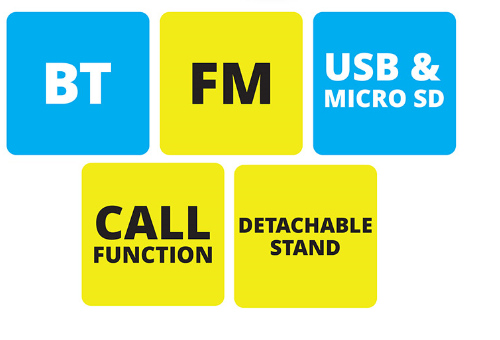 BT
FM
USB &
MICRO SD
CALL
FUNCTION
DETACHABLE
STAND